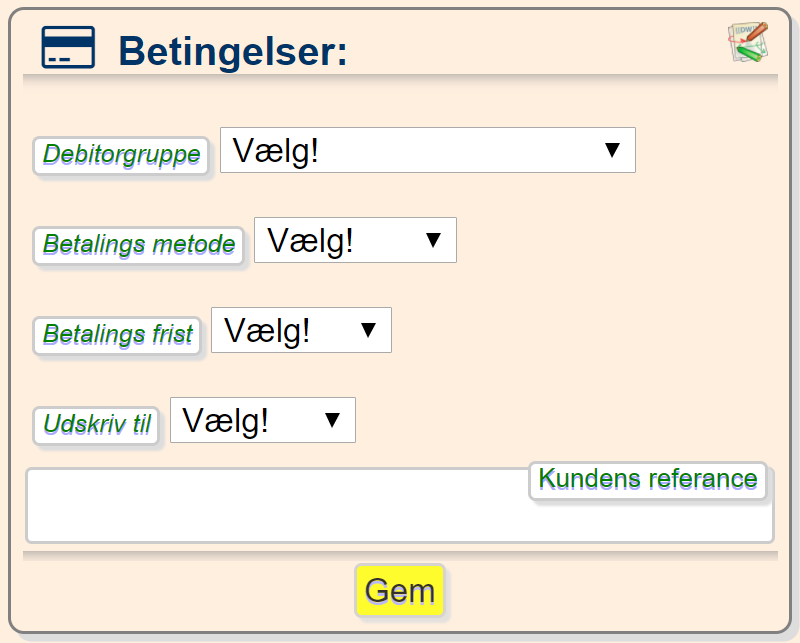 Betingelser:
Debitorgruppe Vælg!
Betalings metode Vælg!
Betalings frist Vælg!
Udskriv til Vælg!
Kundens referance
Gem